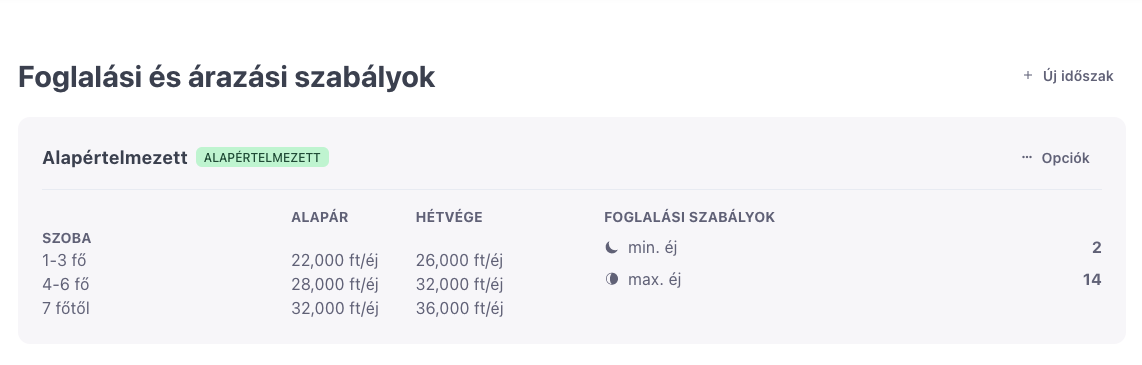 Foglalási és árazási szabályok
+ Új időszak
Alapértelmezett ALAPÉRTELMEZETT
··· Opciók
ALAPÁR HÉTVÉGE
SZOBA
1-3 fő 22,000 ft/éj 26,000 ft/éj
4-6 fő 28,000 ft/éj 32,000 ft/éj
7 főtől 32,000 ft/éj 36,000 ft/éj
FOGLALÁSI SZABÁLYOK
min. éj 2
max. éj 14